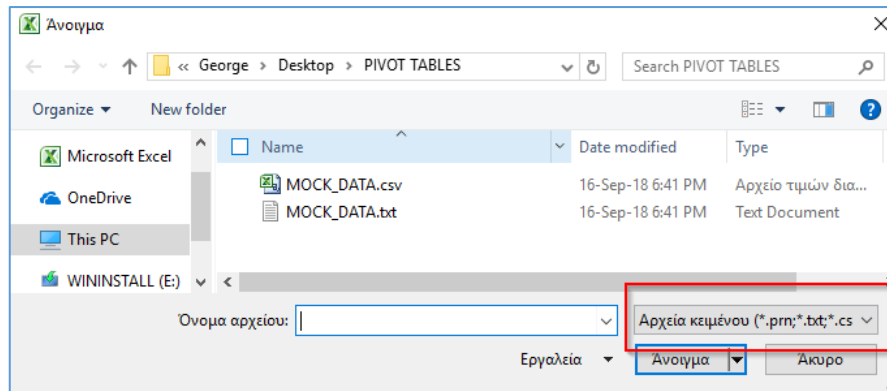 Άνοιγμα
« George > Desktop > PIVOT TABLES
Search PIVOT TABLES
Organize
New folder
Name
Date modified
Type
Microsoft Excel
OneDrive
This PC
WININSTALL (E:)
MOCK_DATA.csv
16-Sep-18 6:41 PM
Αρχείο τιμών δια...
MOCK_DATA.txt
16-Sep-18 6:41 PM
Text Document
Όνομα αρχείου:
Αρχεία κειμένου (*.prn;*.txt;*.cs
Εργαλεία
Άνοιγμα
Άκυρο